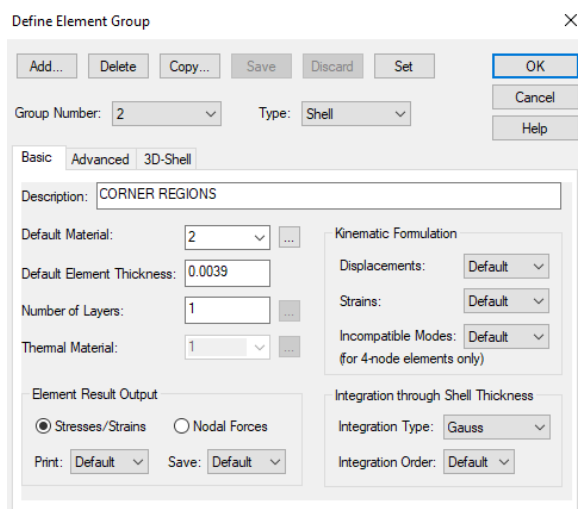 Define Element Group
Add... Delete Copy... Save Discard Set OK
Cancel
Group Number: 2 Type: Shell
Help
Basic Advanced 3D-Shell
Description: CORNER REGIONS
Default Material: 2 ...
Default Element Thickness: 0.0039
Number of Layers: 1 ...
Thermal Material: 1 ...
Kinematic Formulation
Displacements: Default
Strains: Default
Incompatible Modes: Default
(for 4-node elements only)
Element Result Output
Stresses/Strains Nodal Forces
Print: Default Save: Default
Integration through Shell Thickness
Integration Type: Gauss
Integration Order: Default